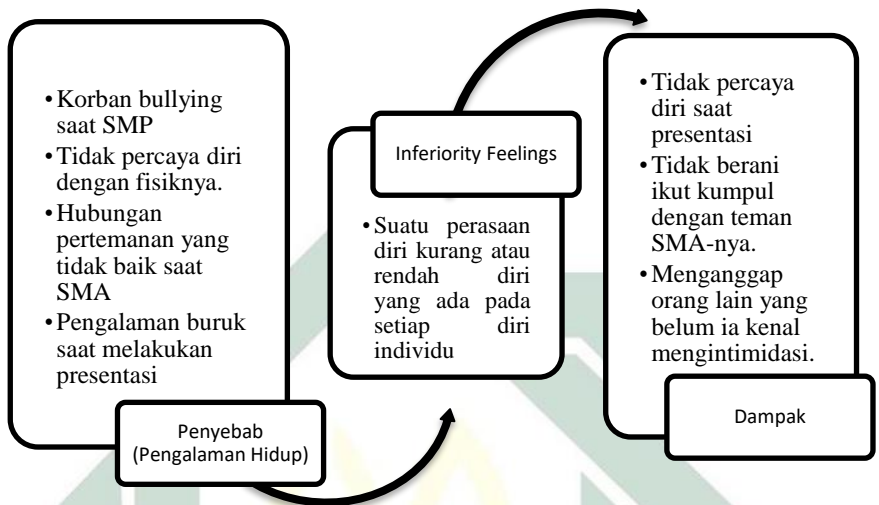 •Korban bullying
saat SMP
•Tidak percaya diri
dengan fisiknya.
•Hubungan
pertemanan yang
tidak baik saat
SMA
•Pengalaman buruk
saat melakukan
presentasi
Penyebab
(Pengalaman Hidup)
Inferiority Feelings
•Suatu perasaan
diri kurang atau
rendah diri
yang ada pada
setiap diri
individu
•Tidak percaya
diri saat
presentasi
•Tidak berani
ikut kumpul
dengan teman
SMA-nya.
•Menganggap
orang lain yang
belum ia kenal
mengintimidasi.
Dampak